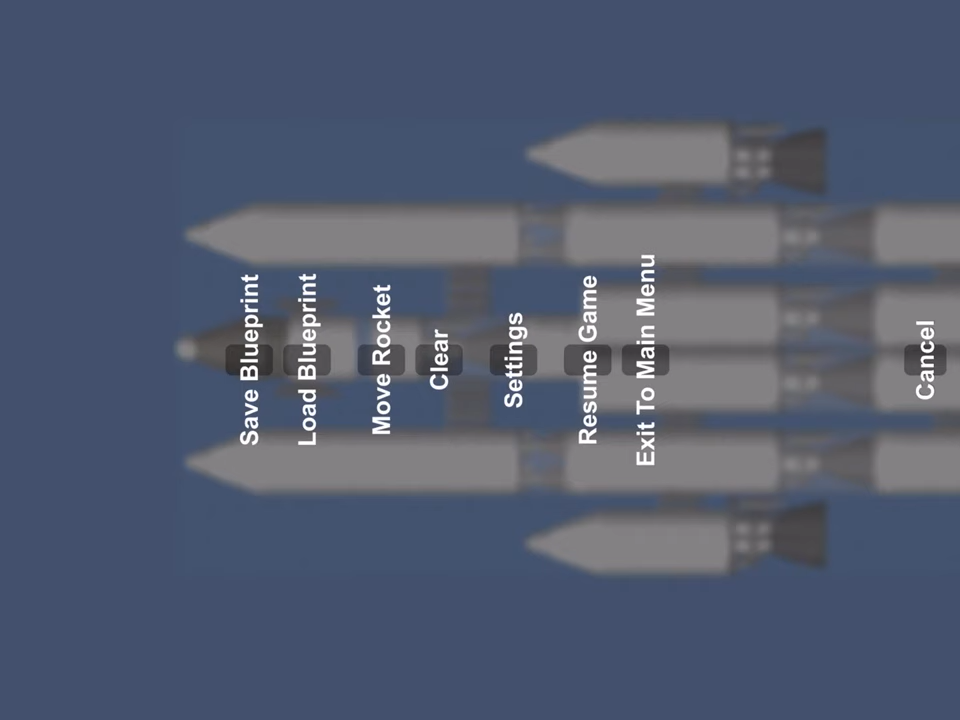 Save Blueprint
Load Blueprint
Move Rocket
Clear
Settings
Resume Game
Exit To Main Menu
Cancel